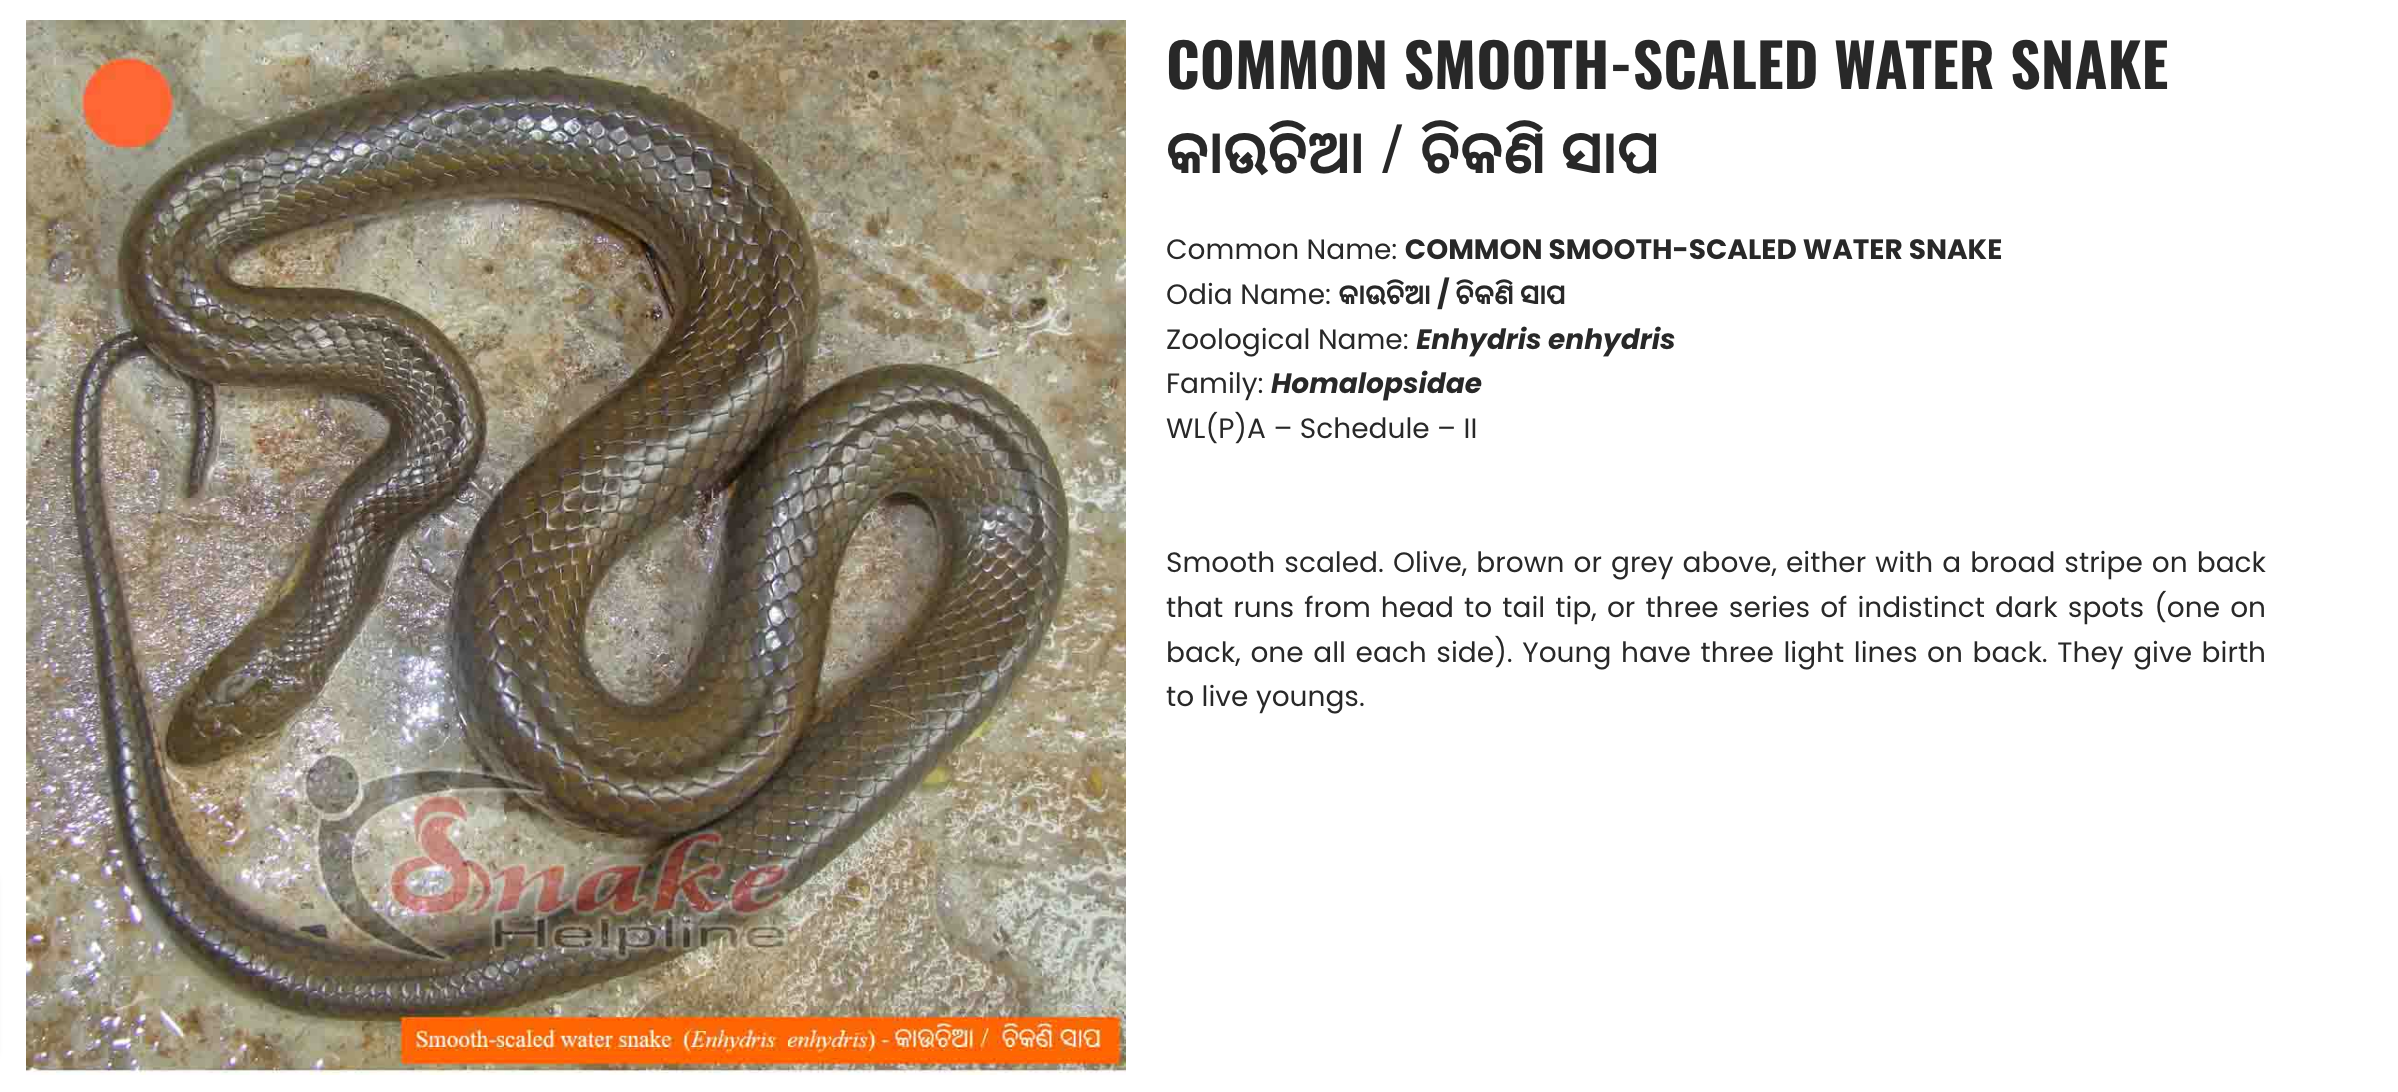 COMMON SMOOTH-SCALED WATER SNAKE
କାଉଚିଆ / ଚିକଣି ସାପ
Common Name: COMMON SMOOTH-SCALED WATER SNAKE
Odia Name: କାଉଚିଆ / ଚିକଣି ସାପ
Zoological Name: Enhydris enhydris
Family: Homalopsidae
WL(P)A – Schedule – II
Smooth scaled. Olive, brown or grey above, either with a broad stripe on back
that runs from head to tail tip, or three series of indistinct dark spots (one on
back, one all each side). Young have three light lines on back. They give birth
to live youngs.
Snake
Helpline
Smooth-scaled water snake (Enhydris enhydris) - କାଉଚିଆ / ଚିକଣି ସାପ